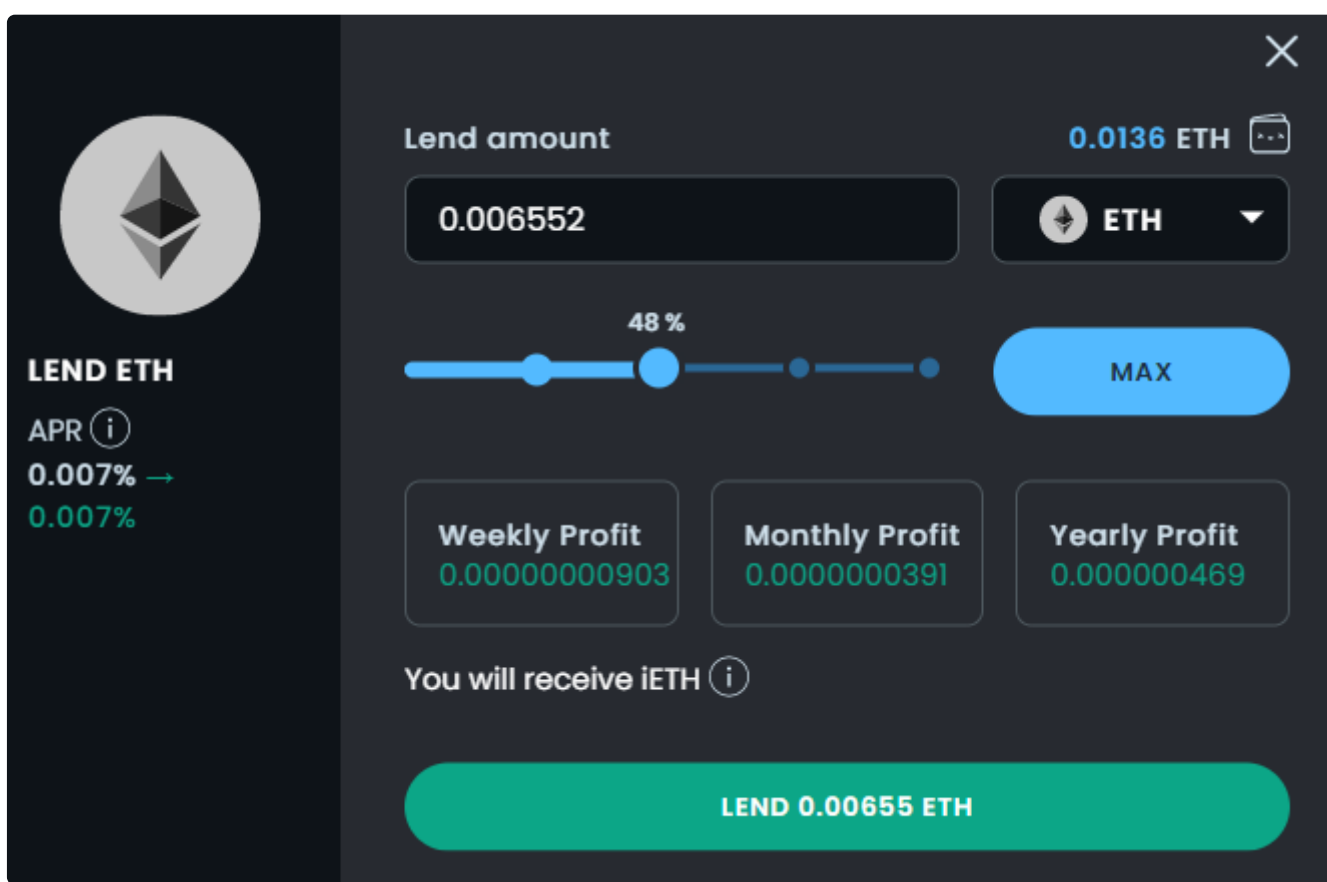 Lend amount
0.0136 ETH
0.006552
ETH
48 %
MAX
LEND ETH
APR i
0.007% →
0.007%
Weekly Profit
0.00000000903
Monthly Profit
0.0000000391
Yearly Profit
0.000000469
You will receive iETH i
LEND 0.00655 ETH